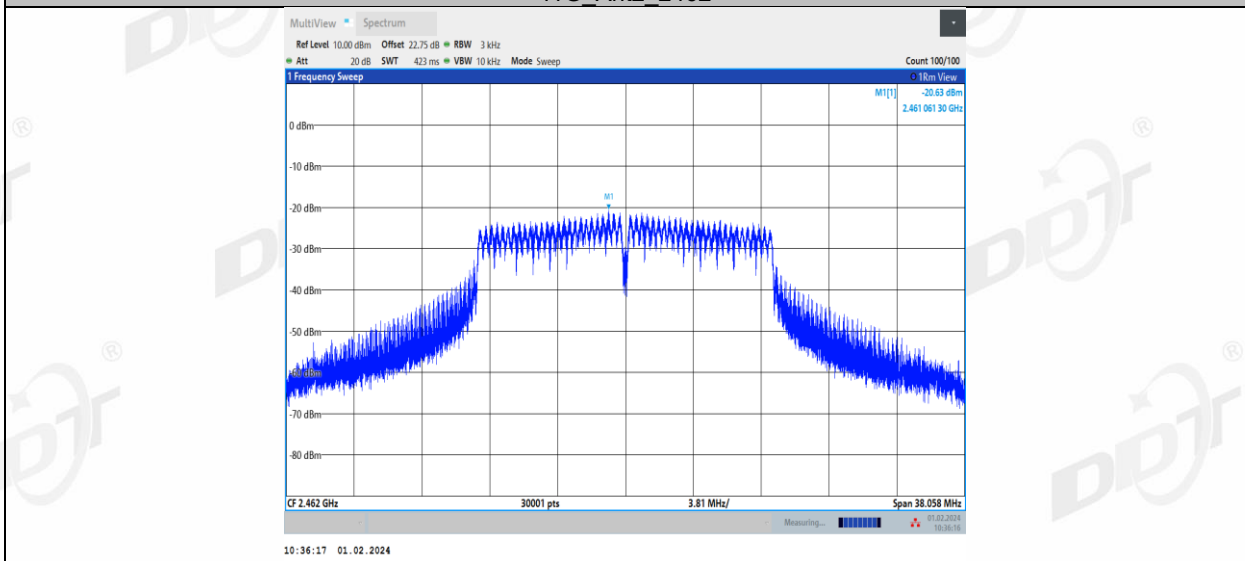 MultiView Spectrum
Ref Level 10.00 dBm Offset 22.75 dB RBW 3 kHz
Att 20 dB SWT 423 ms VBW 10 kHz Mode Sweep Count 100/100
1 Frequency Sweep 1Rm View
M1[1] -20.63 dBm
2.461 061 30 GHz
0 dBm
-10 dBm
M1
-20 dBm
-30 dBm
-40 dBm
-50 dBm
-70 dBm
-80 dBm
CF 2.462 GHz 30001 pts 3.81 MHz/ Span 38.058 MHz
Measuring... 01.02.2024
10:36:16
10:36:17 01.02.2024
DDT ®
DDT ®
DDT ®
DDT ®